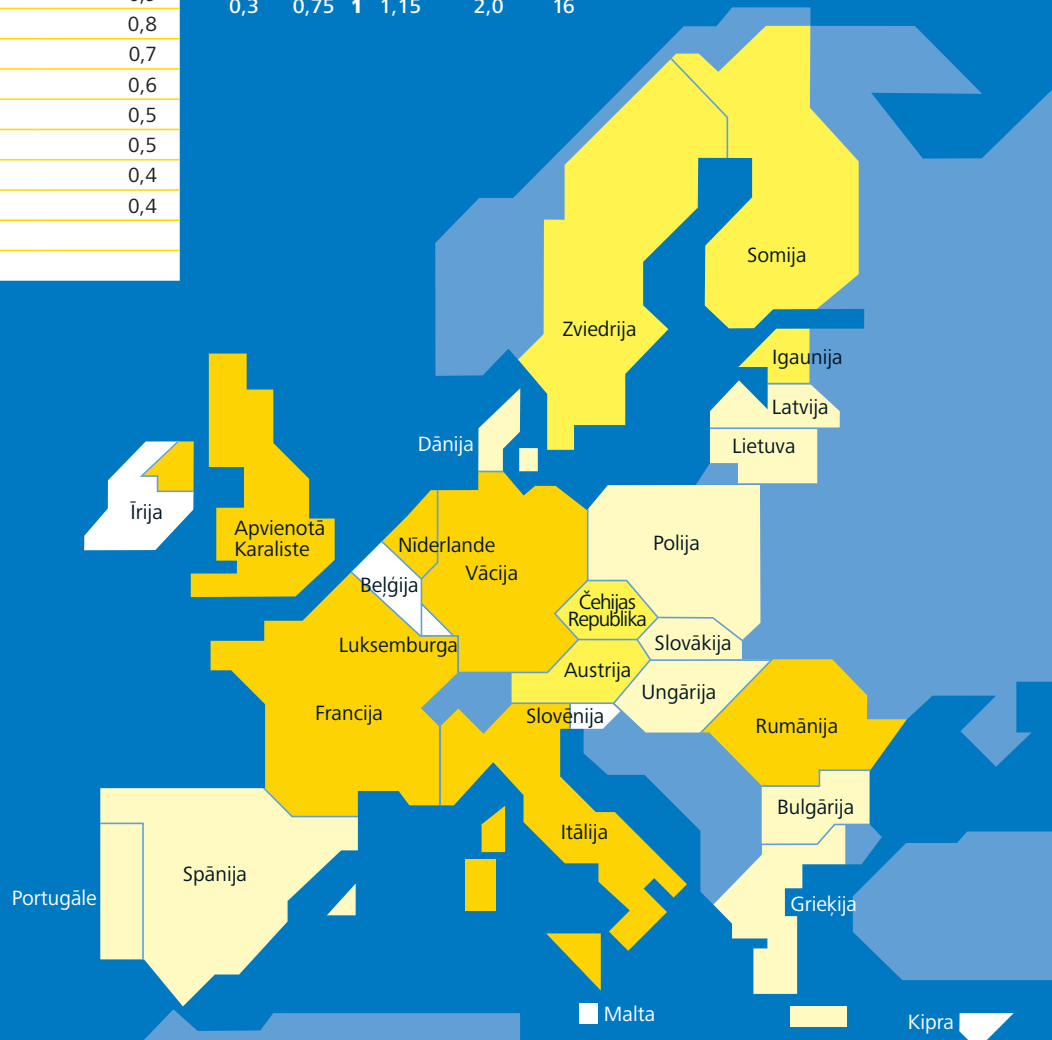 0,3 0,75 1 1,15 2,0 16
0,8
0,7
0,6
0,5
0,5
0,4
0,4
Somija
Zviedrija
Igaunija
Latvija
Lietuva
Dānija
Īrija
Apvienotā
Karaliste
Nīderlande
Polija
Vācija
Beļģija
Čehijas
Republika
Luksemburga
Slovākija
Austrija
Ungārija
Francija
Slovēnija
Rumānija
Bulgārija
Itālija
Spānija
Portugāle
Grieķija
Malta
Kipra